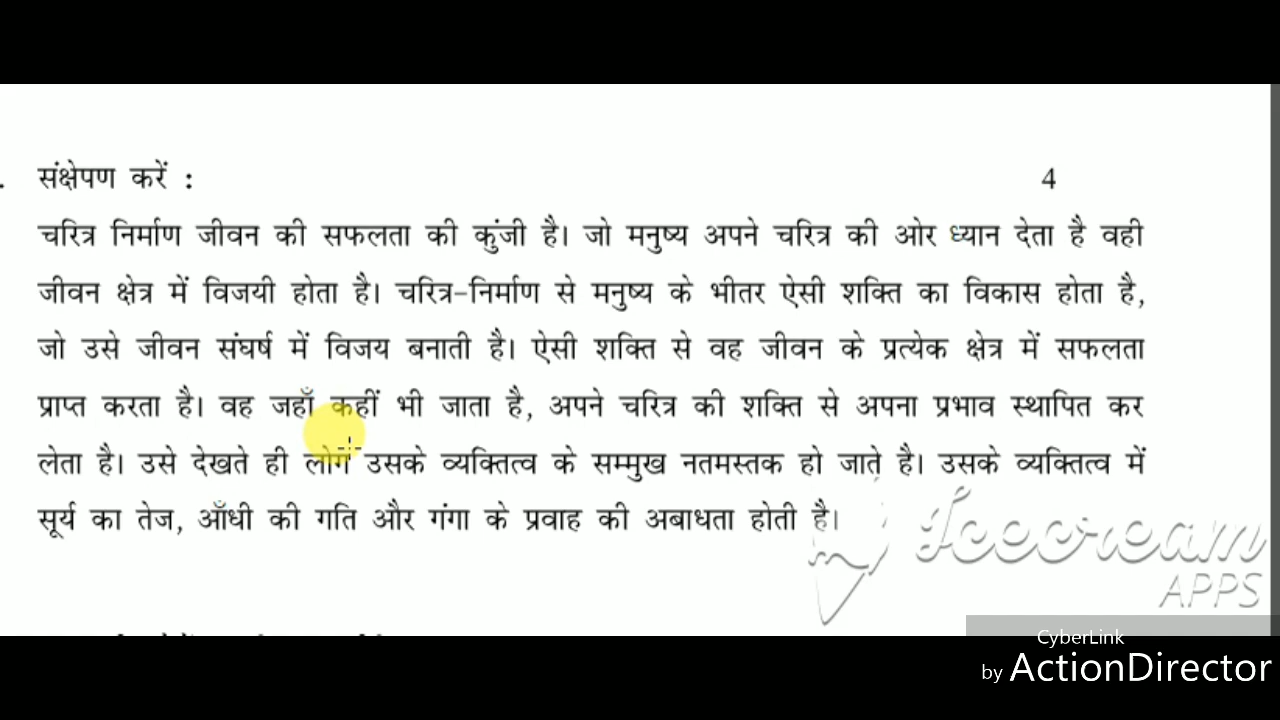 संक्षेपण करें : 4
चरित्र निर्माण जीवन की सफलता की कुंजी है। जो मनुष्य अपने चरित्र की ओर ध्यान देता है वही
जीवन क्षेत्र में विजयी होता है। चरित्र-निर्माण से मनुष्य के भीतर ऐसी शक्ति का विकास होता है,
जो उसे जीवन संघर्ष में विजय बनाती है। ऐसी शक्ति से वह जीवन के प्रत्येक क्षेत्र में सफलता
प्राप्त करता है। वह जहाँ कहीं भी जाता है, अपने चरित्र की शक्ति से अपना प्रभाव स्थापित कर
लेता है। उसे देखते ही लोग उसके व्यक्तित्व के सम्मुख नतमस्तक हो जाते है। उसके व्यक्तित्व में
सूर्य का तेज, आँधी की गति और गंगा के प्रवाह की अबाधता होती है।
Icecream
APPS
CyberLink
by ActionDirector